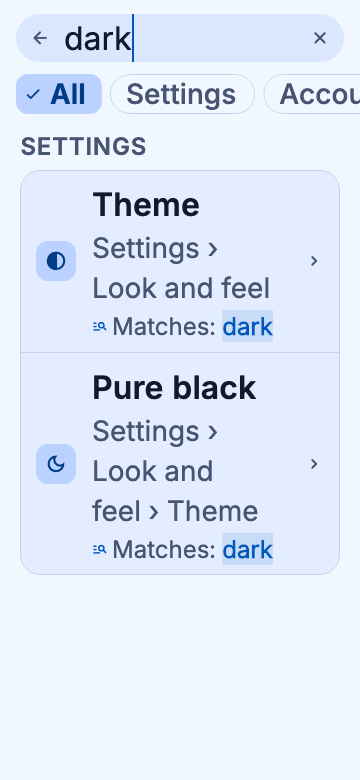 dark
All
Settings
Accou
SETTINGS
Theme
Settings ›
Look and feel
Matches: dark
Pure black
Settings ›
Look and
feel › Theme
Matches: dark